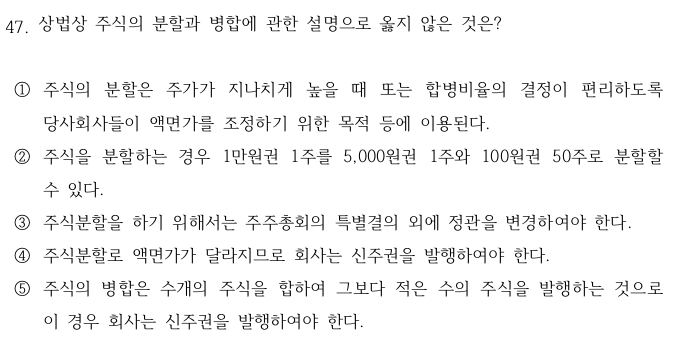 47. 상법상 주식의 분할과 병합에 관한 설명으로 옳지 않은 것은?
① 주식의 분할은 주가가 지나치게 높을 때 또는 합병비율의 결정이 편리하도록
당사회사들이 액면가를 조정하기 위한 목적 등에 이용된다.
② 주식을 분할하는 경우 1만원권 1주를 5,000원권 1주와 100원권 50주로 분할할
수 있다.
③ 주식분할을 하기 위해서는 주주총회의 특별결의 외에 정관을 변경하여야 한다.
④ 주식분할로 액면가가 달라지므로 회사는 신주권을 발행하여야 한다.
⑤ 주식의 병합은 수개의 주식을 합하여 그보다 적은 수의 주식을 발행하는 것으로
이 경우 회사는 신주권을 발행하여야 한다.